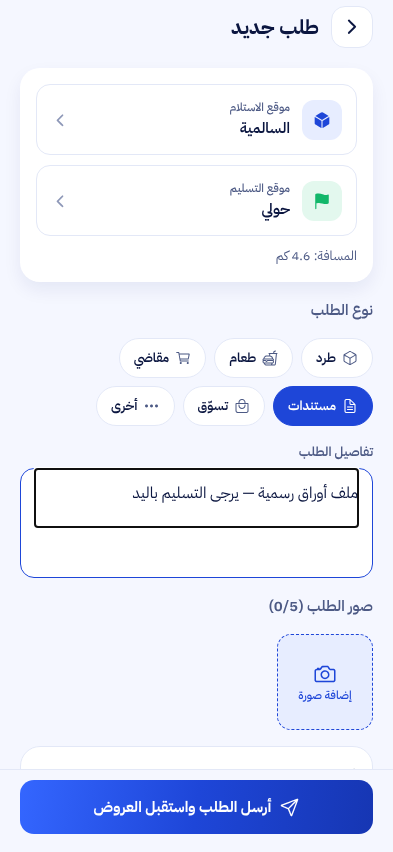 طلب جديد
موقع الاستلام
السالمية
موقع التسليم
حولي
المسافة: 4.6 كم
نوع الطلب
طرد
طعام
مقاضي
مستندات
تسوّق
أخرى
تفاصيل الطلب
ملف أوراق رسمية — يرجى التسليم باليد
صور الطلب (0/5)
إضافة صورة
أرسل الطلب واستقبل العروض